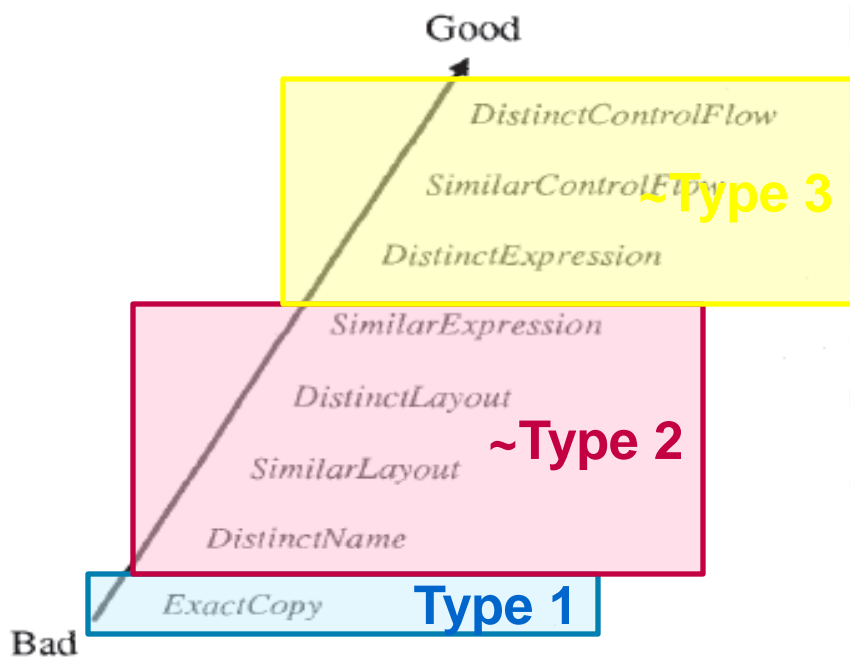 Good
DistinctControlFlow
SimilarControlFlow
~Type 3
DistinctExpression
SimilarExpression
DistinctLayout
~Type 2
SimilarLayout
DistinctName
ExactCopy
Type 1
Bad